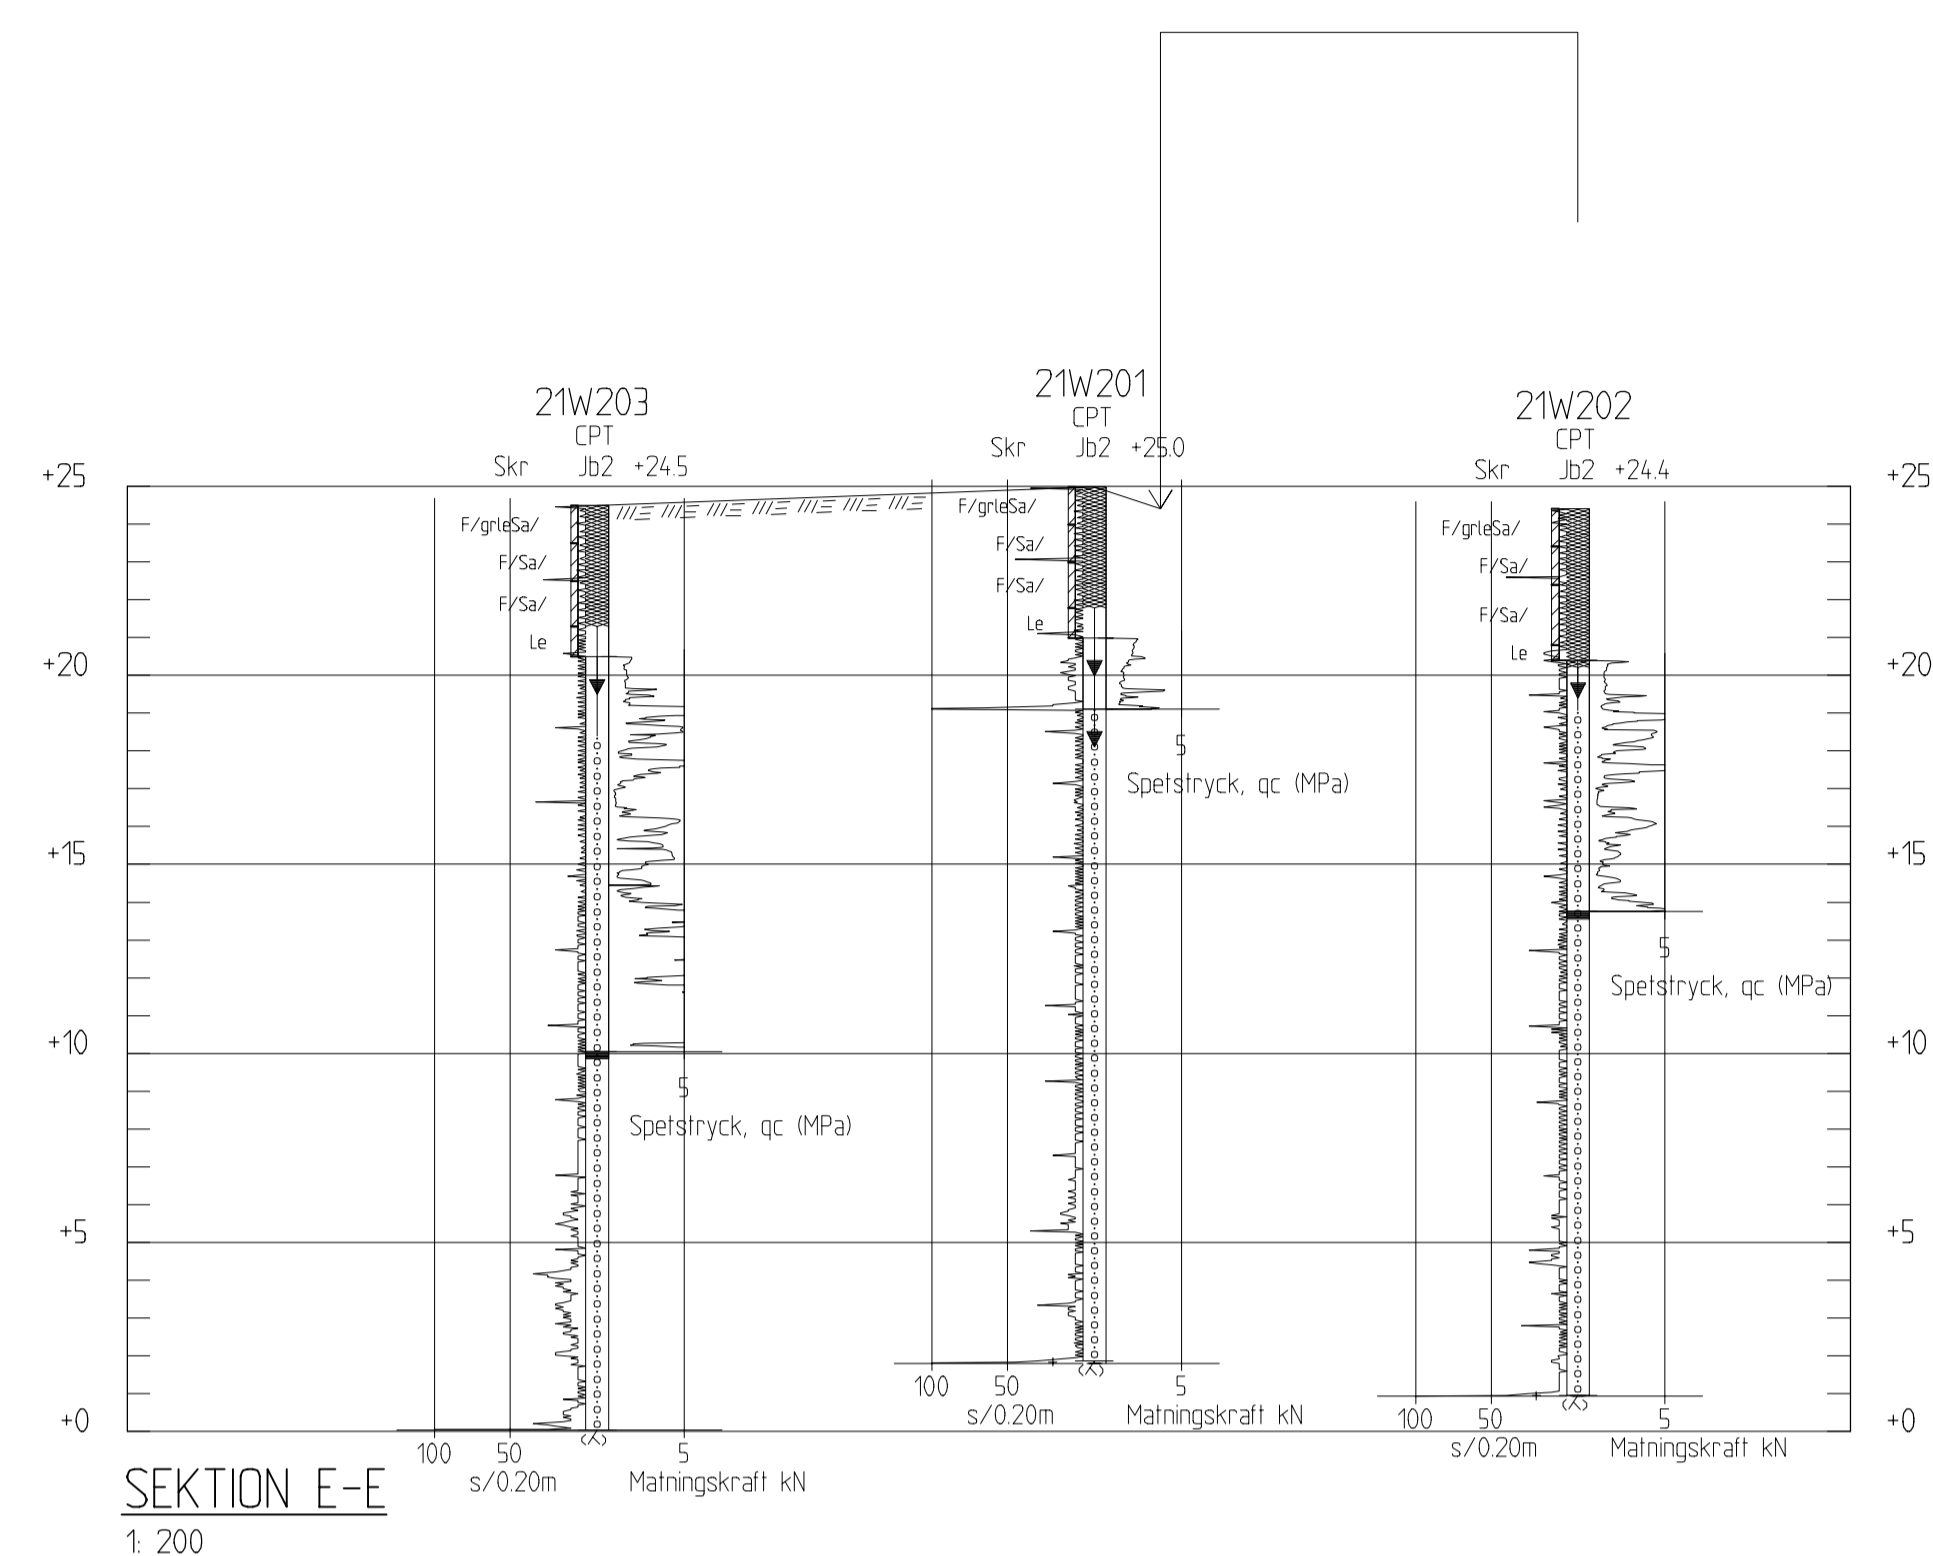 21W203
CPT
Skr Jb2 +24.5
21W201
CPT
Skr Jb2 +25.0
21W202
CPT
Skr Jb2 +24.4
+25 +25
F/grleSa/ F/grleSa/ F/grleSa/
F/Sa/ F/Sa/ F/Sa/
F/Sa/ F/Sa/ F/Sa/
Le Le Le
+20 +20
5
Spetstryck, qc (MPa)
+15 +15
5
Spetstryck, qc (MPa)
+10 +10
5
Spetstryck, qc (MPa)
+5 +5
+0 +0
100 50 5
s/0.20m Matningskraft kN
100 50 5
s/0.20m Matningskraft kN
100 50 5
s/0.20m Matningskraft kN
SEKTION E-E
1: 200